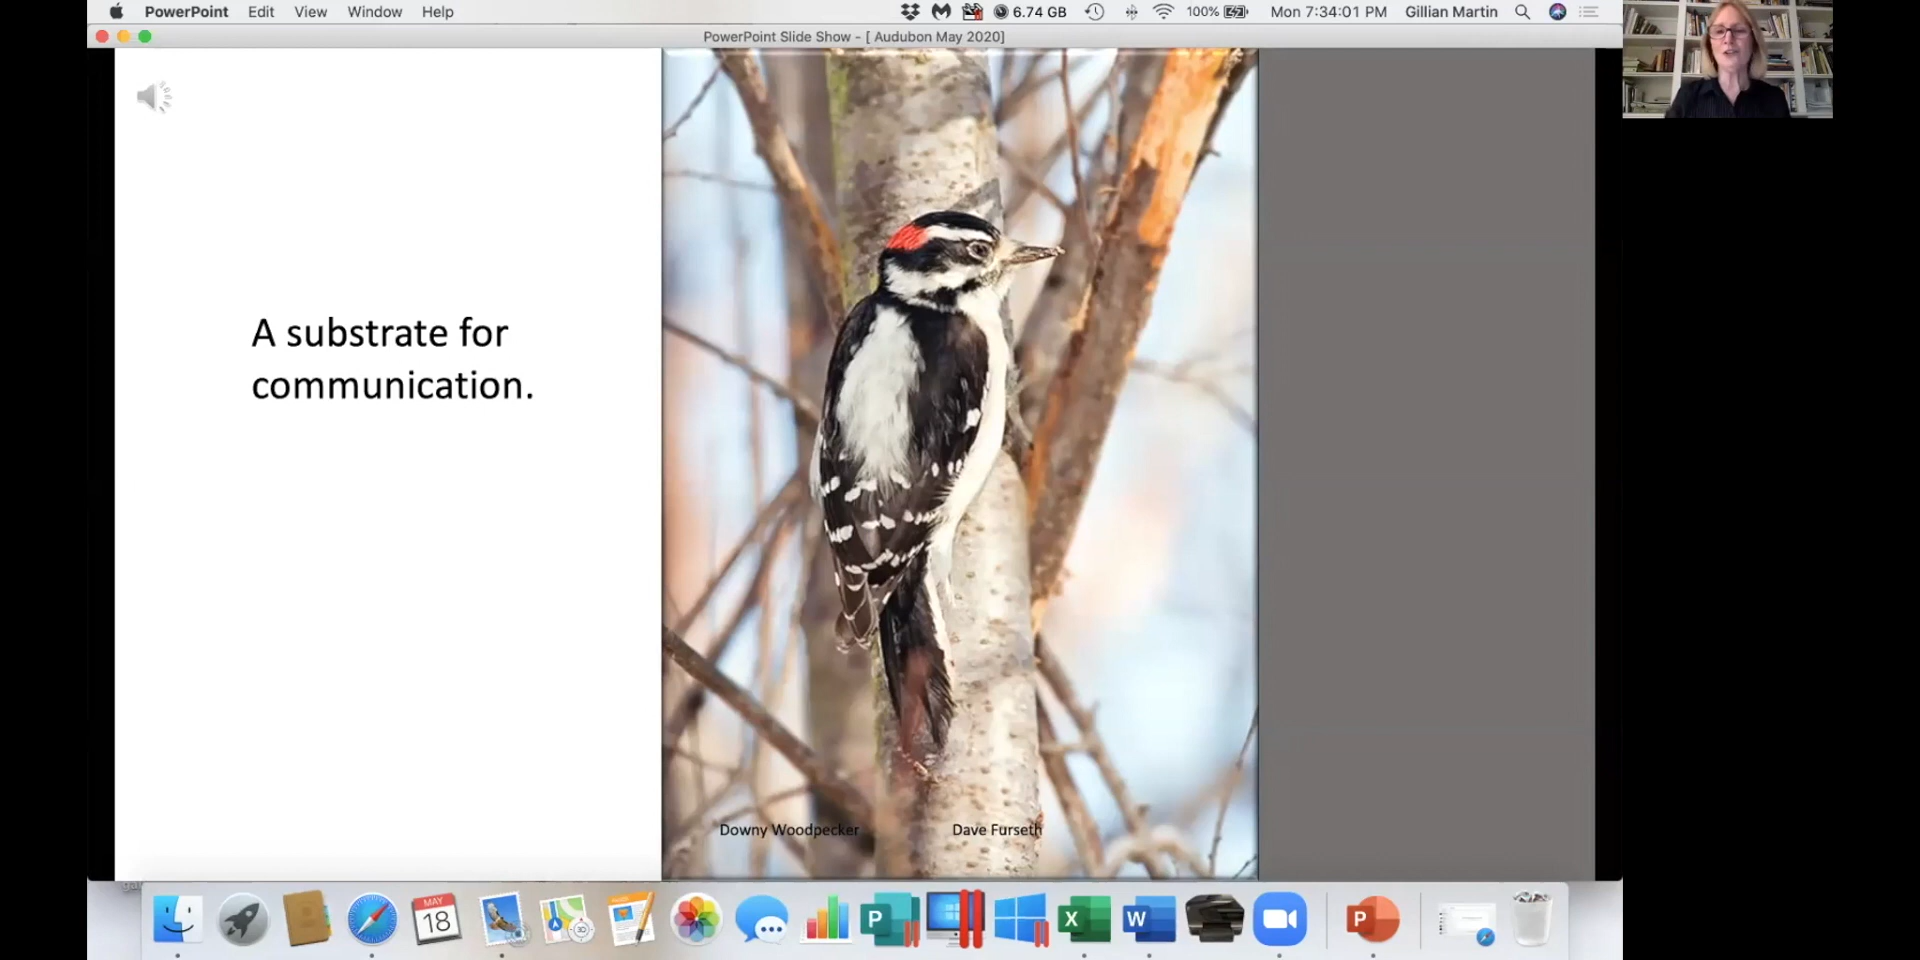 PowerPoint Edit View Window Help 6.74 GB 100% Mon 7:34:01 PM Gillian Martin
PowerPoint Slide Show - [ Audubon May 2020]
A substrate for
communication.
Downy Woodpecker Dave Furseth
MAY
18
3D
P
X
W
P